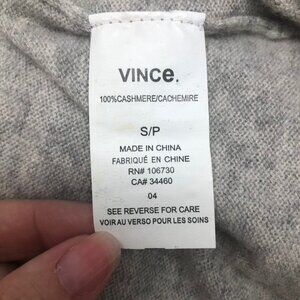 VINCE.
100%CASHMERE/CACHEMIRE
S/P
MADE IN CHINA
FABRIQUÉ EN CHINE
RN# 106730
CA# 34460
04
SEE REVERSE FOR CARE
VOIR AU VERSO POUR LES SOINS